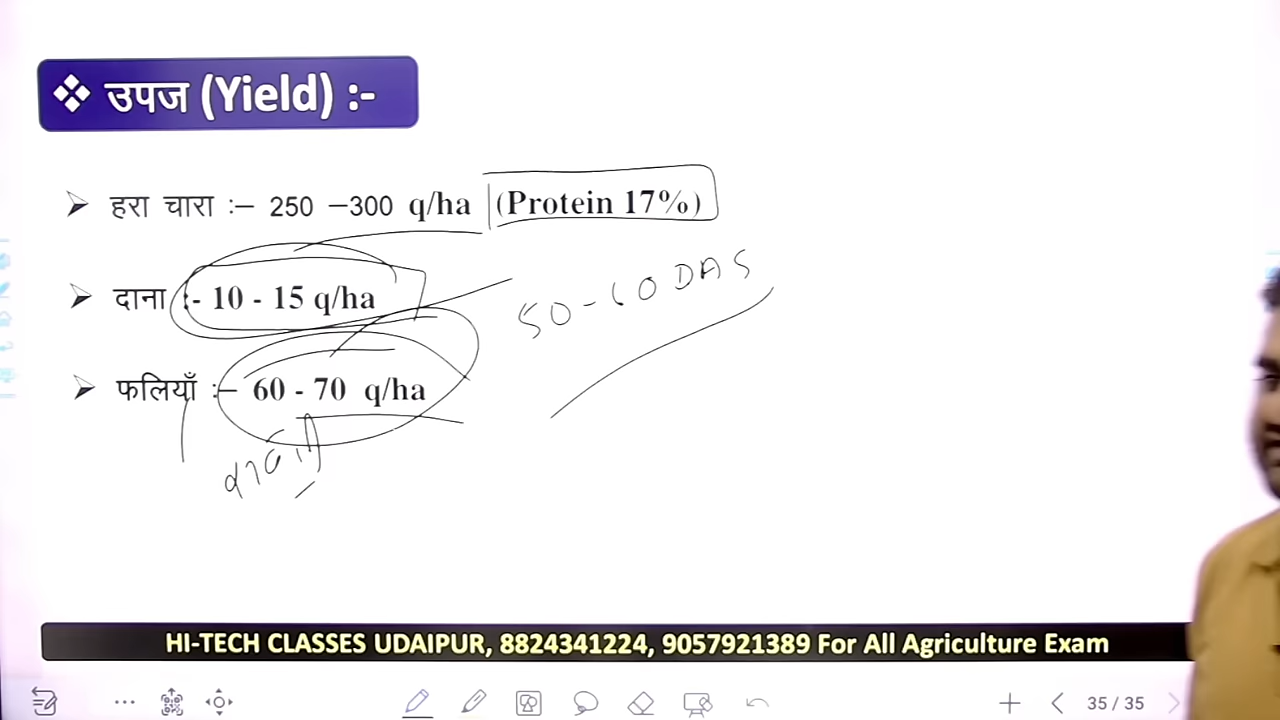 ❖ उपज (Yield) :-
➤ हरा चारा :– 250 –300 q/ha (Protein 17%)
➤ दाना :- 10 - 15 q/ha
50-60 DAS
➤ फलियाँ :– 60 - 70 q/ha
HI-TECH CLASSES UDAIPUR, 8824341224, 9057921389 For All Agriculture Exam
35 / 35